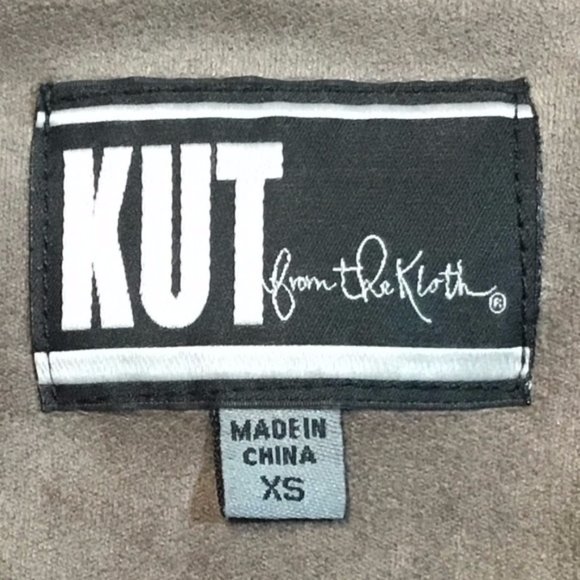 KUT from the Kloth ®
MADE IN
CHINA
XS